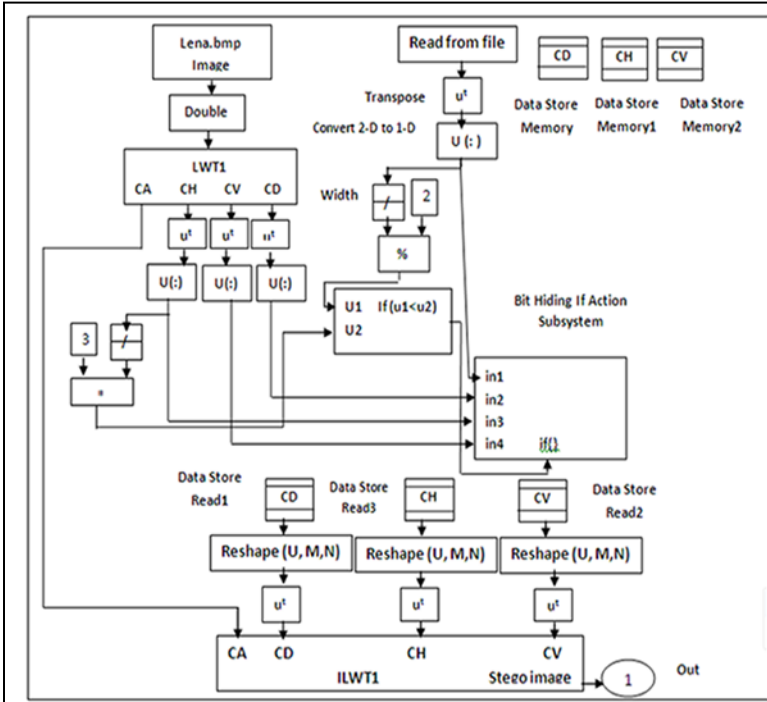 Lena.bmp
Image
Read from file
CD
CH
CV
Double
Transpose
uᵗ
Data Store
Memory
Data Store
Memory1
Data Store
Memory2
Convert 2-D to 1-D
U (: )
LWT1
CA CH CV CD
Width
/
2
uᵗ
uᵗ
uᵗ
%
U(:)
U(:)
U(:)
U1 If (u1<u2)
U2
Bit Hiding If Action
Subsystem
3
/
*
in1
in2
in3
in4 if()
Data Store
Read1
CD
Data Store
Read3
CH
CV
Data Store
Read2
Reshape (U, M,N)
Reshape (U, M,N)
Reshape (U, M,N)
uᵗ
uᵗ
uᵗ
CA CD CH CV
ILWT1 Stego image
1
Out